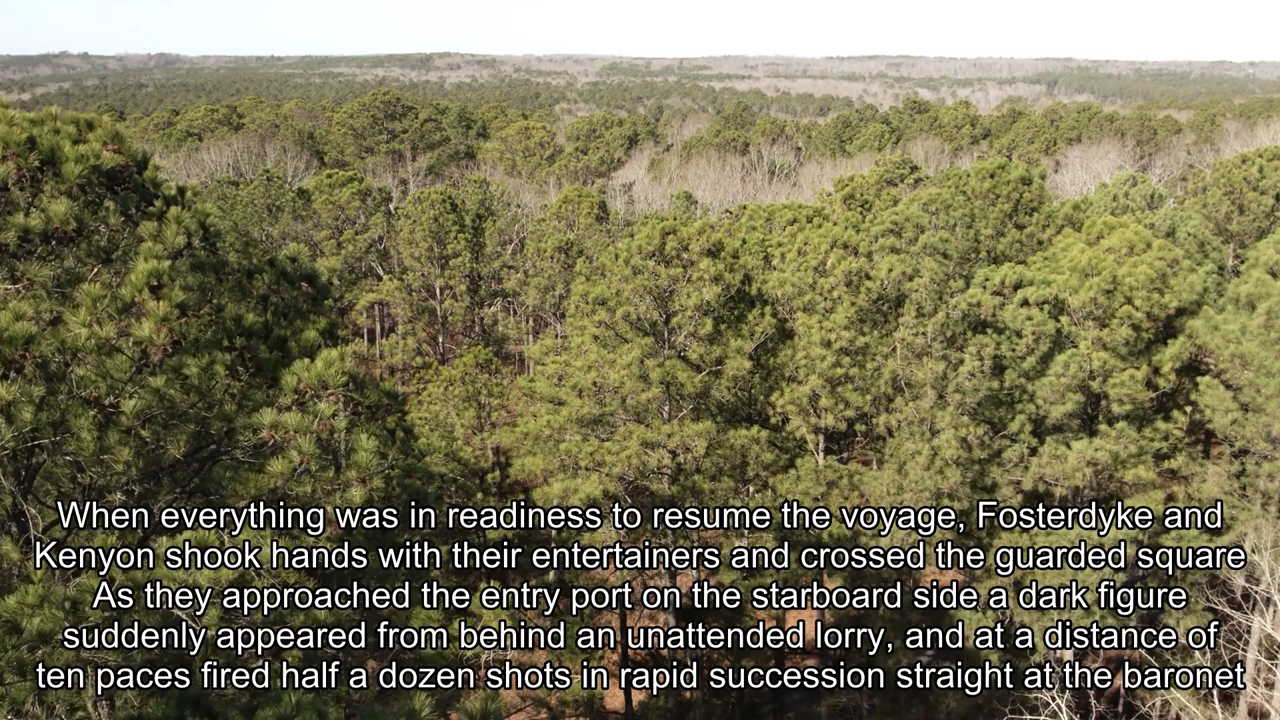 When everything was in readiness to resume the voyage, Fosterdyke and
Kenyon shook hands with their entertainers and crossed the guarded square
As they approached the entry port on the starboard side a dark figure
suddenly appeared from behind an unattended lorry, and at a distance of
ten paces fired half a dozen shots in rapid succession straight at the baronet